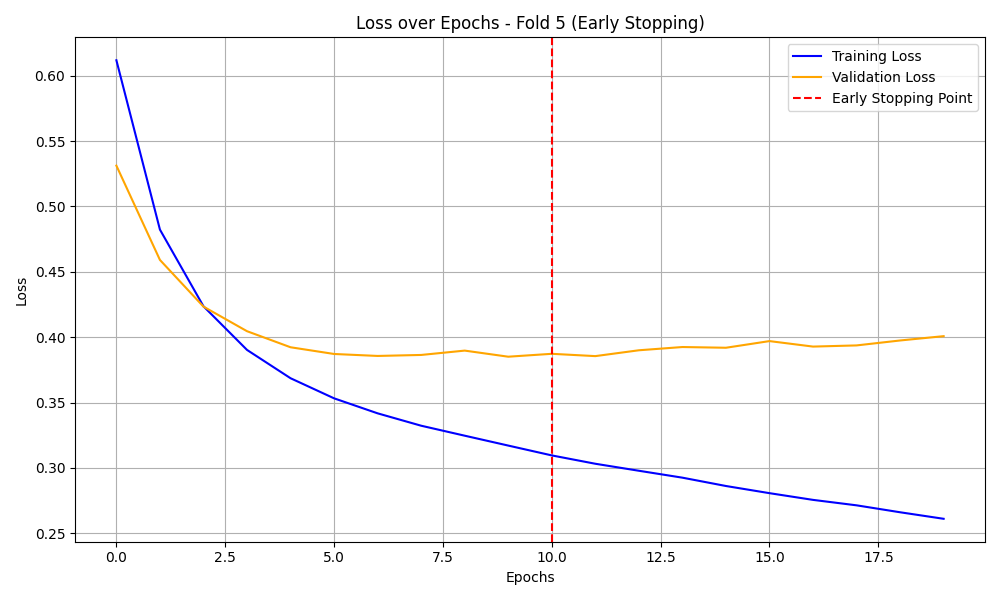 Loss over Epochs - Fold 5 (Early Stopping)
Training Loss
Validation Loss
Early Stopping Point
0.60
0.55
0.50
0.45
0.40
0.35
0.30
0.25
Loss
0.0 2.5 5.0 7.5 10.0 12.5 15.0 17.5
Epochs